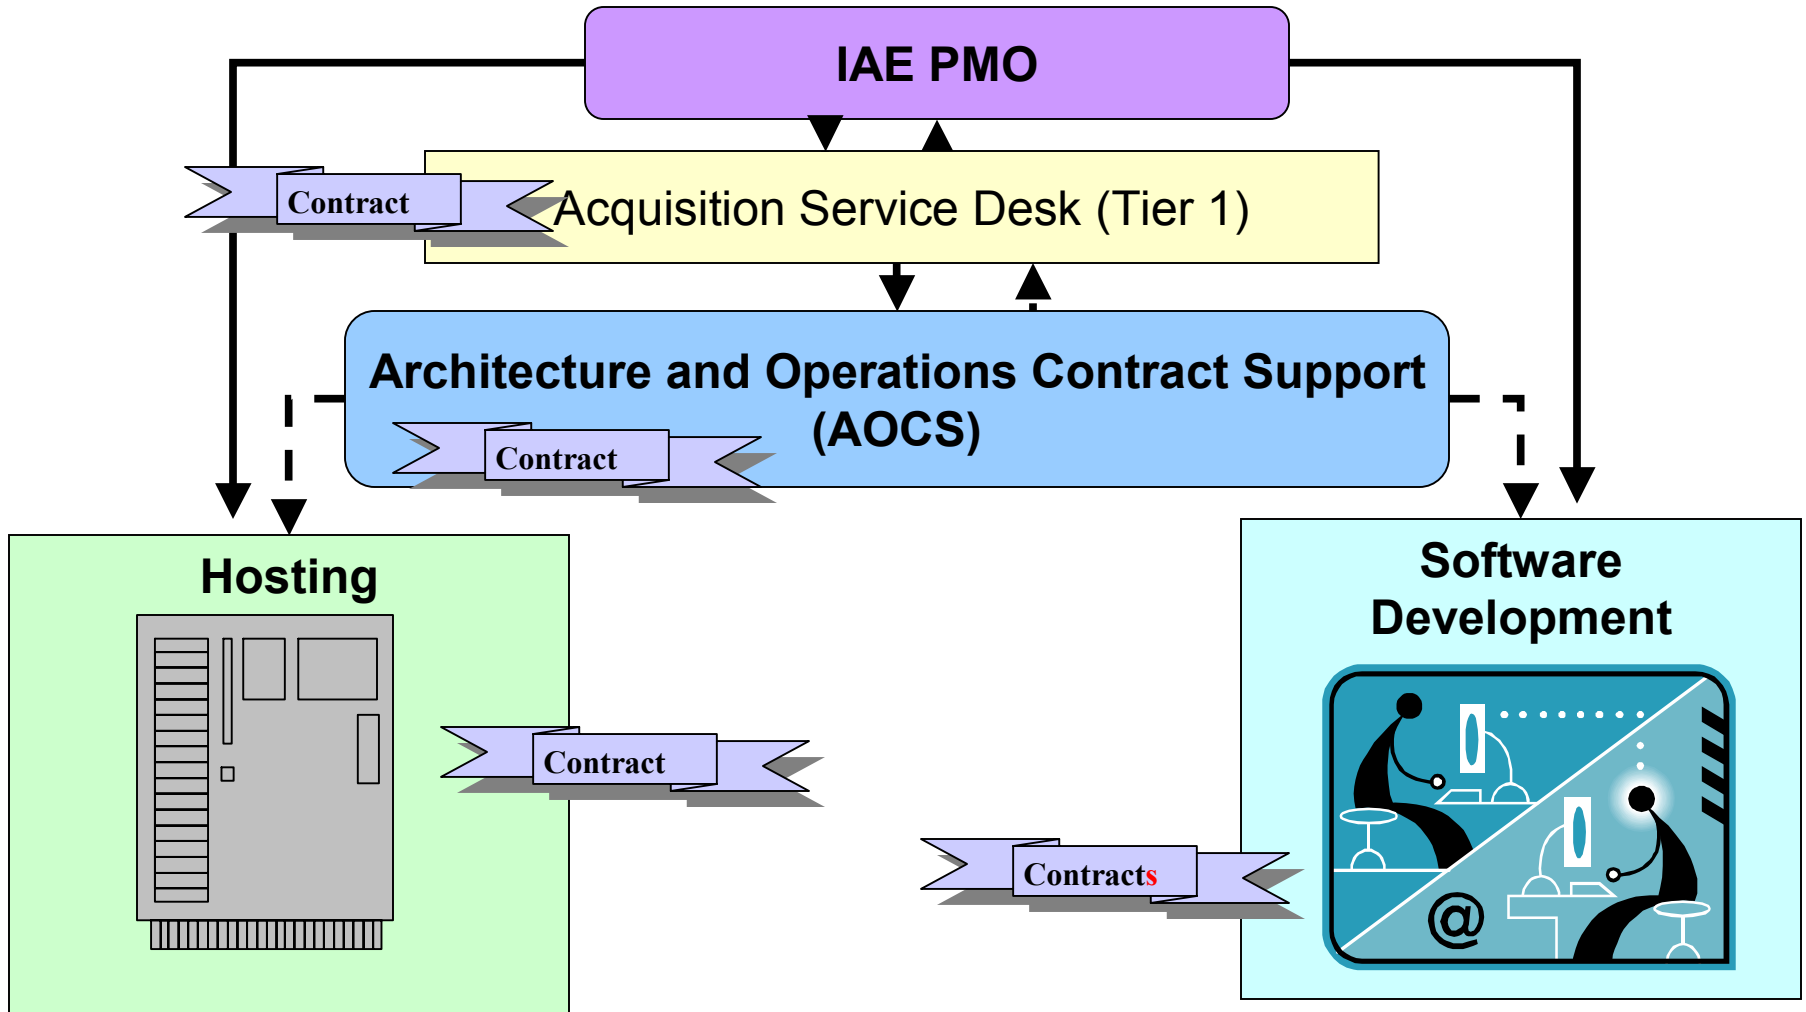 IAE PMO
Contract
Acquisition Service Desk (Tier 1)
Architecture and Operations Contract Support
(AOCS)
Contract
Hosting
Software
Development
Contract
Contracts
@